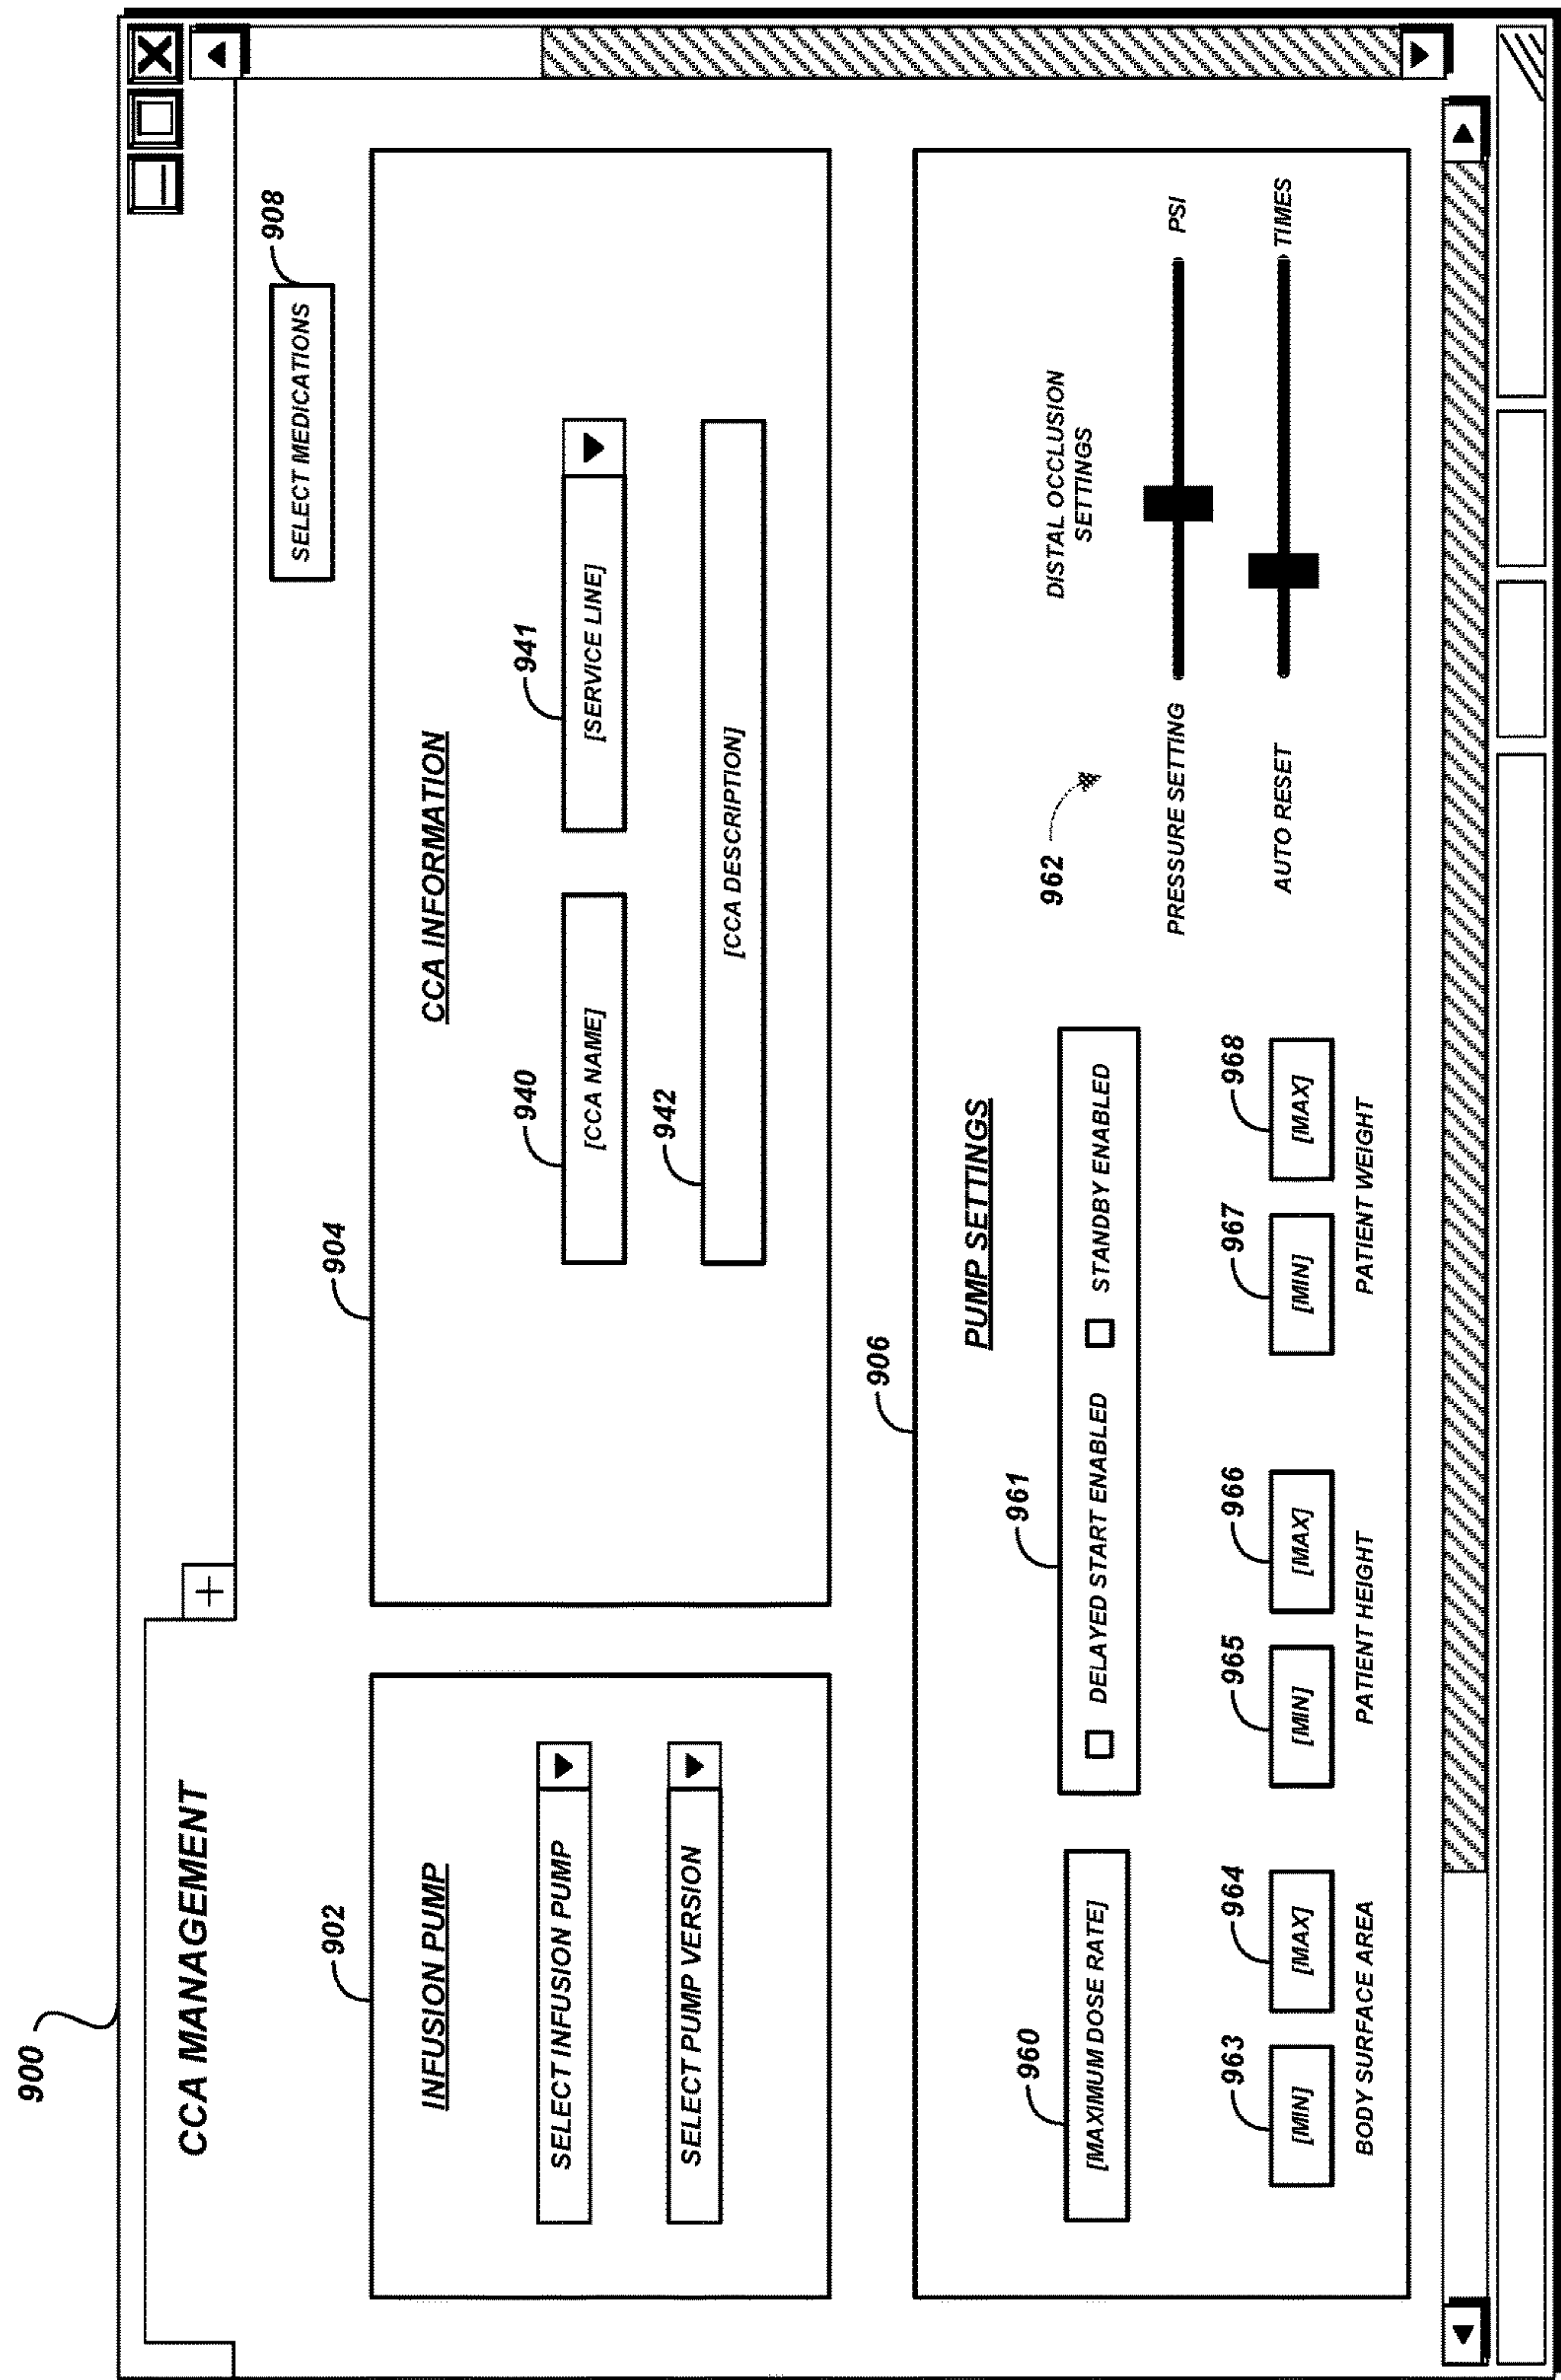 900
CCA MANAGEMENT
+
908
SELECT MEDICATIONS
902
INFUSION PUMP
SELECT INFUSION PUMP
SELECT PUMP VERSION
904
CCA INFORMATION
940
[CCA NAME]
941
[SERVICE LINE]
942
[CCA DESCRIPTION]
906
PUMP SETTINGS
960
[MAXIMUM DOSE RATE]
961
DELAYED START ENABLED
STANDBY ENABLED
962
DISTAL OCCLUSION
SETTINGS
PRESSURE SETTING
PSI
AUTO RESET
TIMES
963
[MIN]
964
[MAX]
BODY SURFACE AREA
965
[MIN]
966
[MAX]
PATIENT HEIGHT
967
[MIN]
968
[MAX]
PATIENT WEIGHT